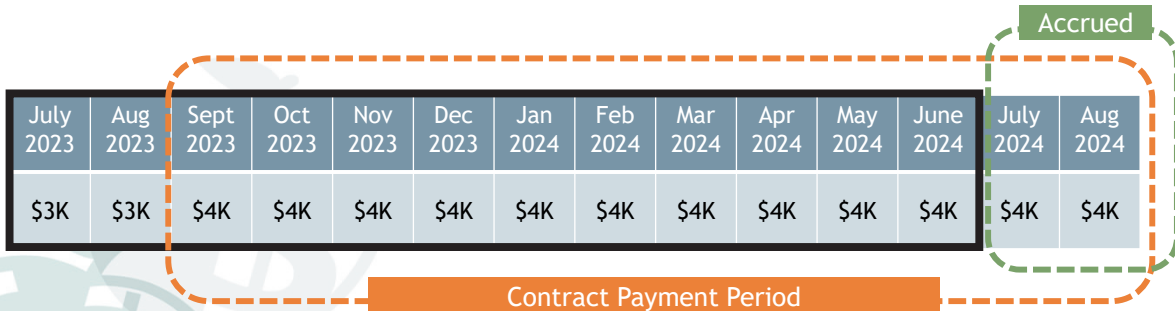 Accrued
July 2023 Aug 2023 Sept 2023 Oct 2023 Nov 2023 Dec 2023 Jan 2024 Feb 2024 Mar 2024 Apr 2024 May 2024 June 2024 July 2024 Aug 2024
$3K $3K $4K $4K $4K $4K $4K $4K $4K $4K $4K $4K $4K $4K
Contract Payment Period